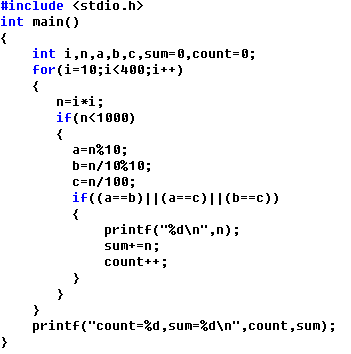 #include <stdio.h>
int main()
{
    int i,n,a,b,c,sum=0,count=0;
    for(i=10;i<400;i++)
    {
       n=i*i;
       if(n<1000)
       {
         a=n%10;
         b=n/10%10;
         c=n/100;
         if((a==b)||(a==c)||(b==c))
         {
             printf("%d\n",n);
             sum+=n;
             count++;
         }
       }
    }
    printf("count=%d,sum=%d\n",count,sum);
}